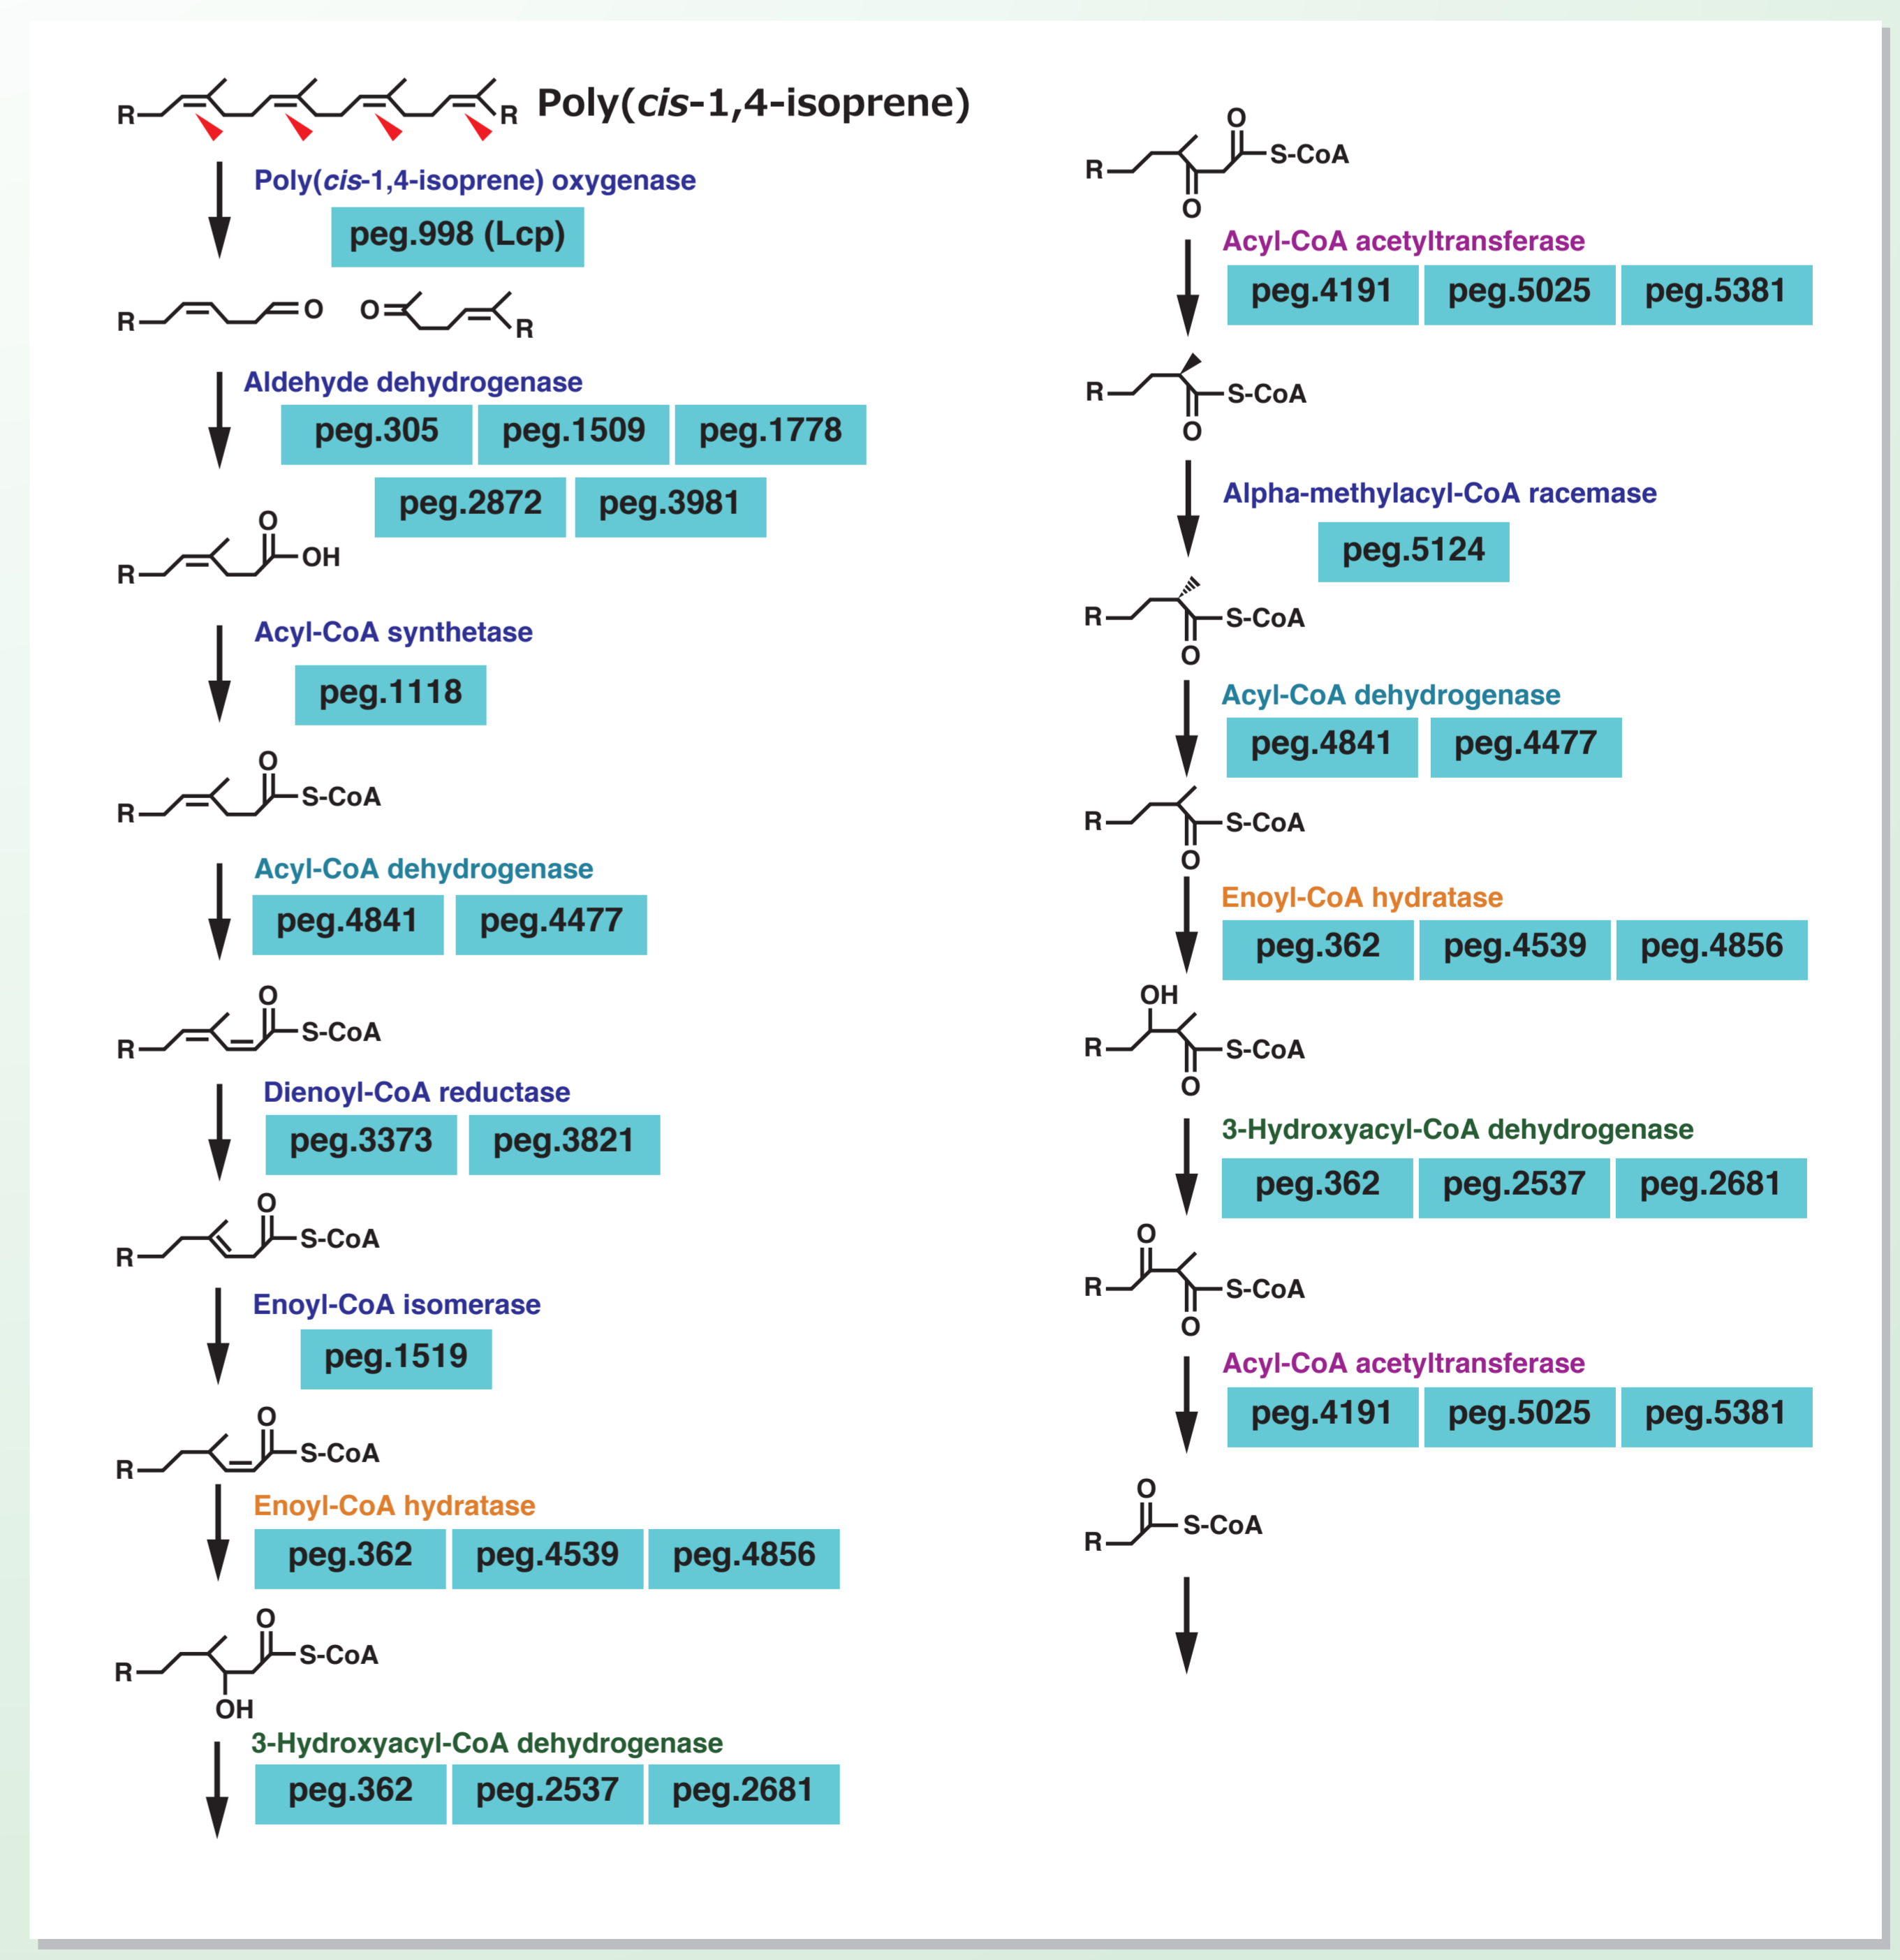 R
R
Poly(cis-1,4-isoprene)
Poly(cis-1,4-isoprene) oxygenase
peg.998 (Lcp)
R
O
O
R
Aldehyde dehydrogenase
peg.305 peg.1509 peg.1778
peg.2872 peg.3981
O
R
OH
Acyl-CoA synthetase
peg.1118
O
R
S-CoA
Acyl-CoA dehydrogenase
peg.4841 peg.4477
O
R
S-CoA
Dienoyl-CoA reductase
peg.3373 peg.3821
O
R
S-CoA
Enoyl-CoA isomerase
peg.1519
O
R
S-CoA
Enoyl-CoA hydratase
peg.362 peg.4539 peg.4856
O
R
S-CoA
OH
3-Hydroxyacyl-CoA dehydrogenase
peg.362 peg.2537 peg.2681
O
R
S-CoA
O
Acyl-CoA acetyltransferase
peg.4191 peg.5025 peg.5381
R
S-CoA
O
Alpha-methylacyl-CoA racemase
peg.5124
R
S-CoA
O
Acyl-CoA dehydrogenase
peg.4841 peg.4477
R
S-CoA
O
Enoyl-CoA hydratase
peg.362 peg.4539 peg.4856
OH
R
S-CoA
O
3-Hydroxyacyl-CoA dehydrogenase
peg.362 peg.2537 peg.2681
O
R
S-CoA
O
Acyl-CoA acetyltransferase
peg.4191 peg.5025 peg.5381
O
R
S-CoA